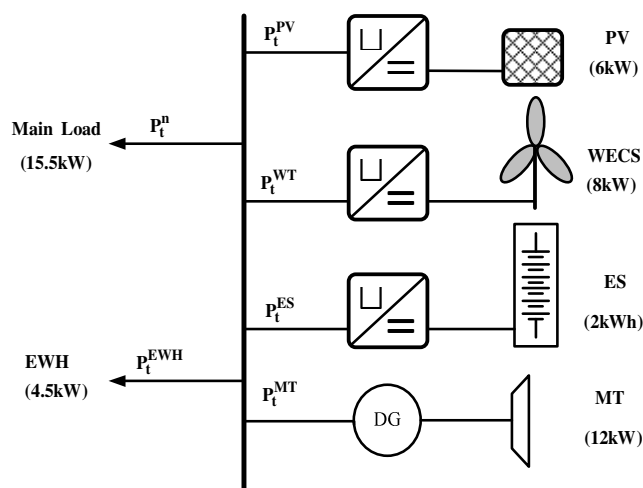 P_t^PV
PV
(6kW)
Main Load
P_t^n
(15.5kW)
WECS
(8kW)
P_t^WT
ES
(2kWh)
P_t^ES
EWH
P_t^EWH
(4.5kW)
P_t^MT
DG
MT
(12kW)